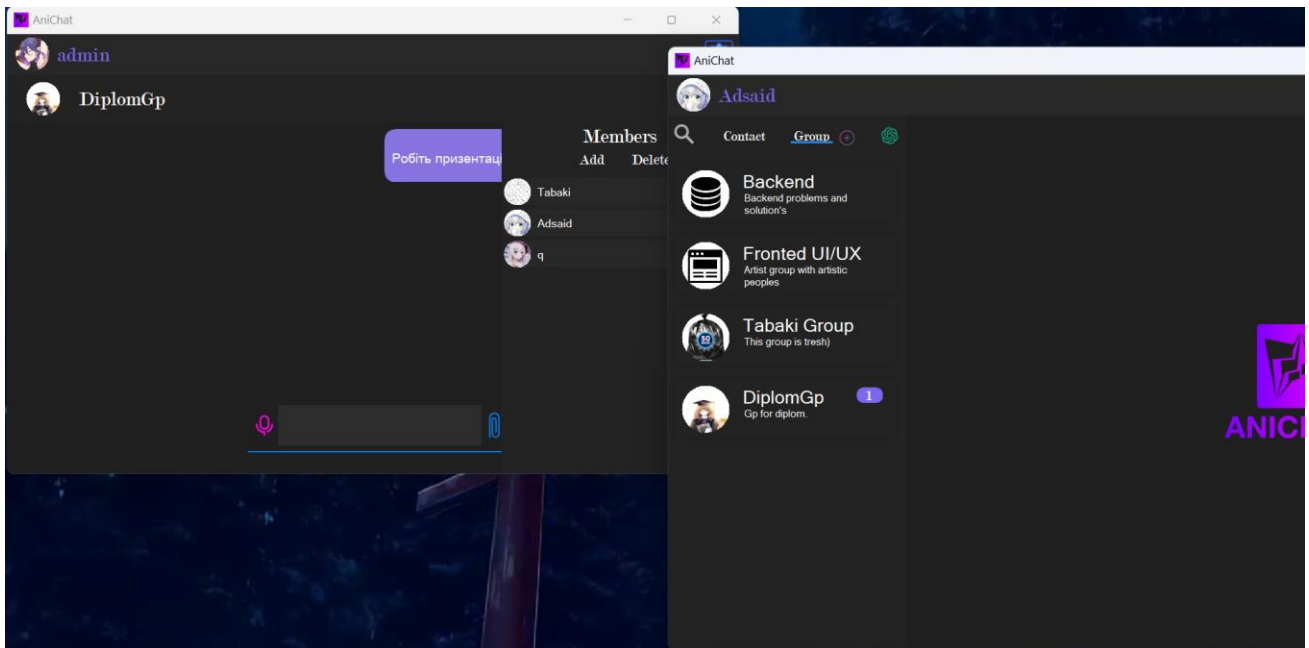 AniChat
admin
DiplomGp
Робіть призентаці
Members
Add Delete
Tabaki
Adsaid
q
AniChat
Adsaid
Contact Group
Backend
Backend problems and
solution's
Fronted UI/UX
Artist group with artistic
peoples
Tabaki Group
This group is tresh)
DiplomGp 1
Gp for diplom.